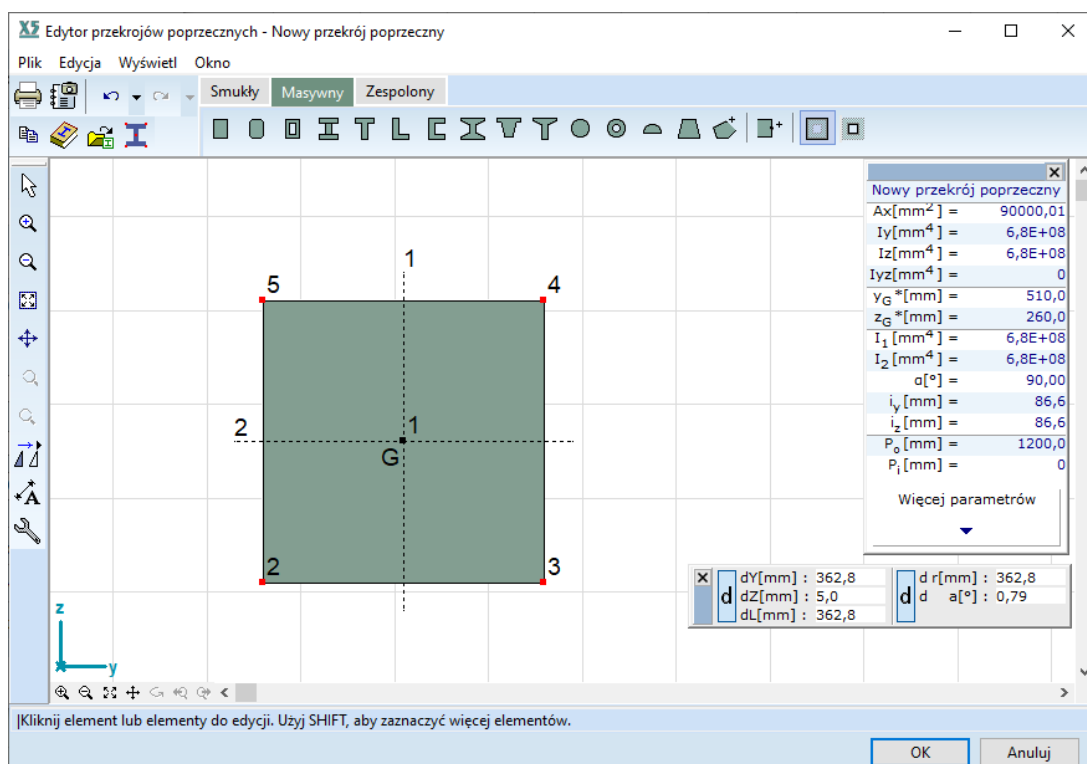 X5 Edytor przekrojów poprzecznych - Nowy przekrój poprzeczny
Plik Edycja Wyświetl Okno
Smukły Masywny Zespolony
Nowy przekrój poprzeczny
Ax[mm²] = 90000,01
Iy[mm⁴] = 6,8E+08
Iz[mm⁴] = 6,8E+08
Iyz[mm⁴] = 0
yG*[mm] = 510,0
zG*[mm] = 260,0
I1[mm⁴] = 6,8E+08
I2[mm⁴] = 6,8E+08
α[°] = 90,00
iy[mm] = 86,6
iz[mm] = 86,6
Po[mm] = 1200,0
Pi[mm] = 0
Więcej parametrów
1
5 4
2 1
G
2 3
d dY[mm] : 362,8
dZ[mm] : 5,0
dL[mm] : 362,8
d d r[mm] : 362,8
d a[°] : 0,79
z
y
|Kliknij element lub elementy do edycji. Użyj SHIFT, aby zaznaczyć więcej elementów.
OK Anuluj